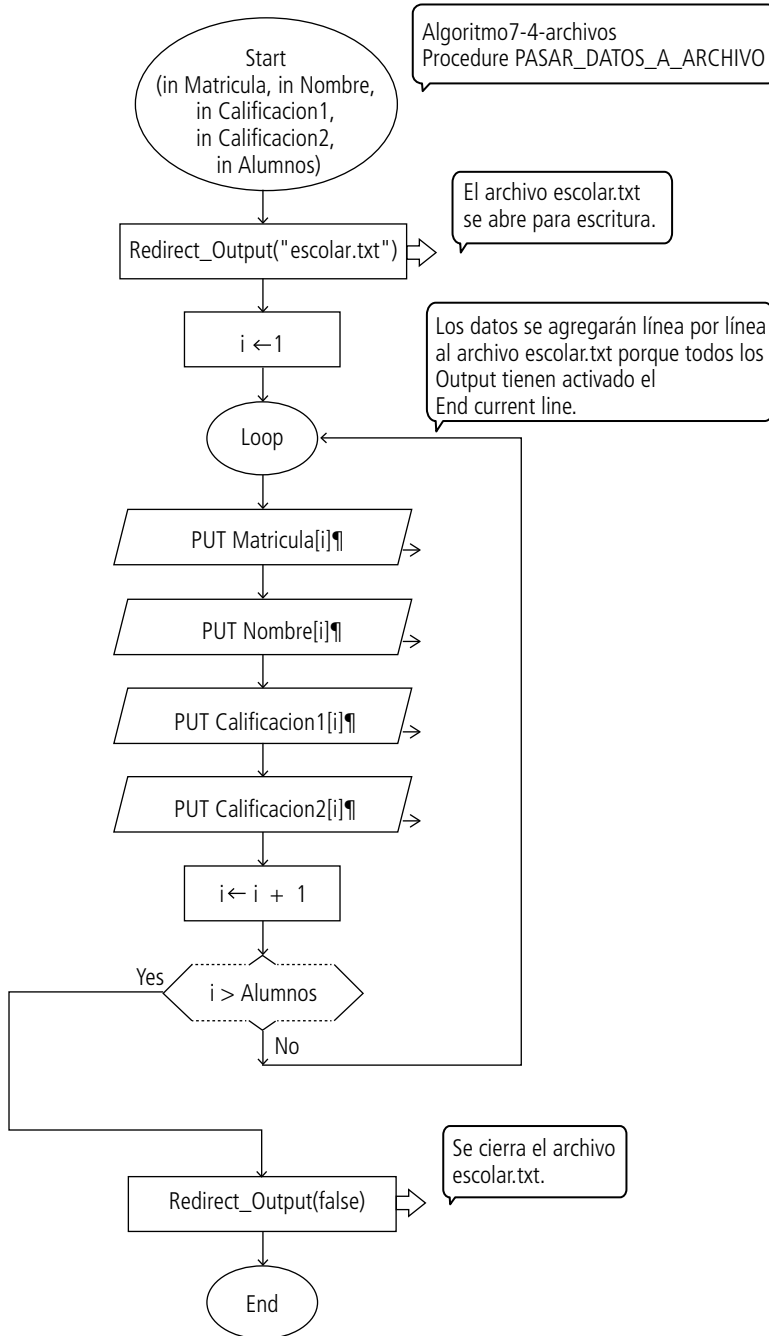 Algoritmo7-4-archivos
Procedure PASAR_DATOS_A_ARCHIVO
Start
(in Matricula, in Nombre,
in Calificacion1,
in Calificacion2,
in Alumnos)
El archivo escolar.txt
se abre para escritura.
Redirect_Output("escolar.txt")
i ←1
Los datos se agregarán línea por línea
al archivo escolar.txt porque todos los
Output tienen activado el
End current line.
Loop
PUT Matricula[i]¶
PUT Nombre[i]¶
PUT Calificacion1[i]¶
PUT Calificacion2[i]¶
i← i + 1
Yes
i > Alumnos
No
Se cierra el archivo
escolar.txt.
Redirect_Output(false)
End